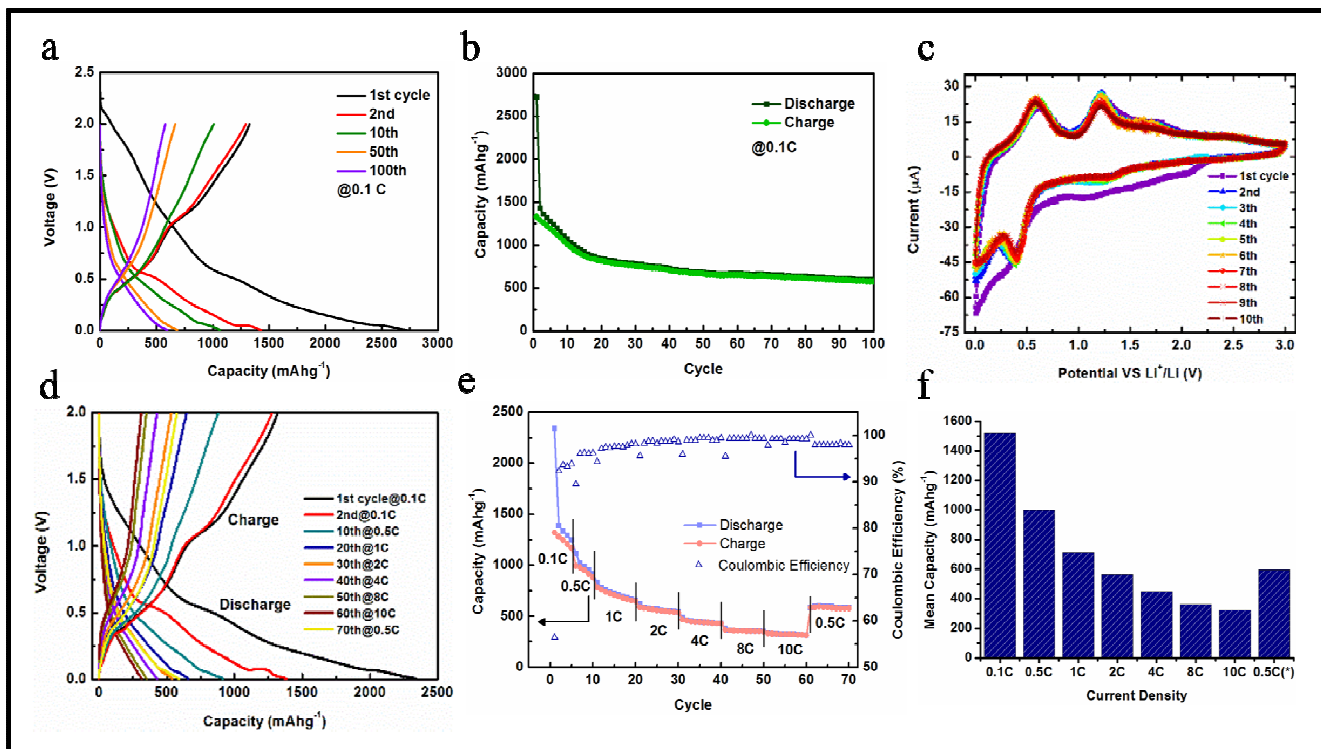 a
2.5
2.0
1.5
1.0
0.5
0.0
Voltage (V)
1st cycle
2nd
10th
50th
100th
@0.1 C
0 500 1000 1500 2000 2500 3000
Capacity (mAhg⁻¹)
b
3000
2500
2000
1500
1000
500
0
Capacity (mAhg⁻¹)
Discharge
Charge
@0.1C
0 10 20 30 40 50 60 70 80 90 100
Cycle
c
45
30
15
0
-15
-30
-45
-60
-75
Current (μA)
1st cycle
2nd
3th
4th
5th
6th
7th
8th
9th
10th
0.0 0.5 1.0 1.5 2.0 2.5 3.0
Potential VS Li⁺/Li (V)
d
2.0
1.5
1.0
0.5
0.0
Voltage (V)
Charge
Discharge
1st cycle@0.1C
2nd@0.1C
10th@0.5C
20th@1C
30th@2C
40th@4C
50th@8C
60th@10C
70th@0.5C
0 500 1000 1500 2000 2500 3000
Capacity (mAhg⁻¹)
e
2500
2000
1500
1000
500
0
Capacity (mAhg⁻¹)
Discharge
Charge
Coulombic Efficiency
0.1C
0.5C
1C
2C
4C
8C
10C
0.5C
100
90
80
70
60
50
Coulombic Efficiency (%)
0 10 20 30 40 50 60 70
Cycle
f
1600
1400
1200
1000
800
600
400
200
0
Mean Capacity (mAhg⁻¹)
0.1C 0.5C 1C 2C 4C 8C 10C 0.5C(*)
Current Density